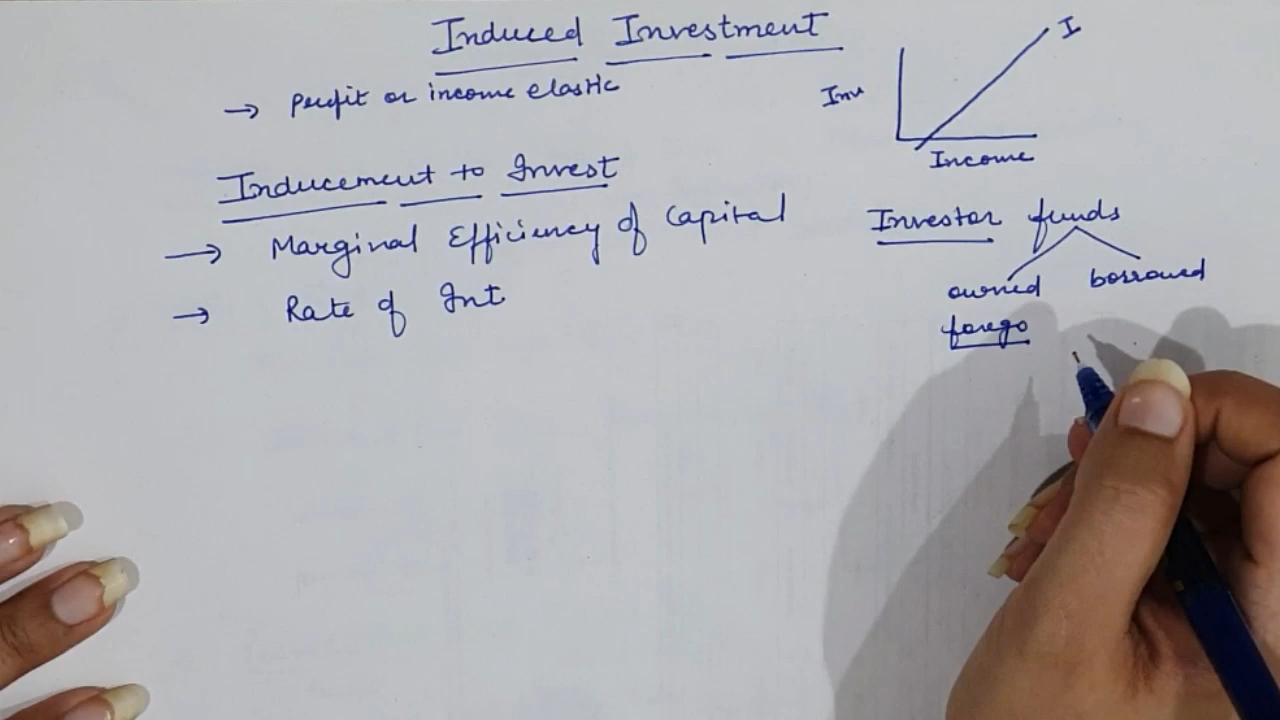 Induced Investment
→ Profit or income elastic
I
Inv
Income
Inducement to Invest
→ Marginal Efficiency of Capital
→ Rate of Int
Investor funds
owned borrowed
forego